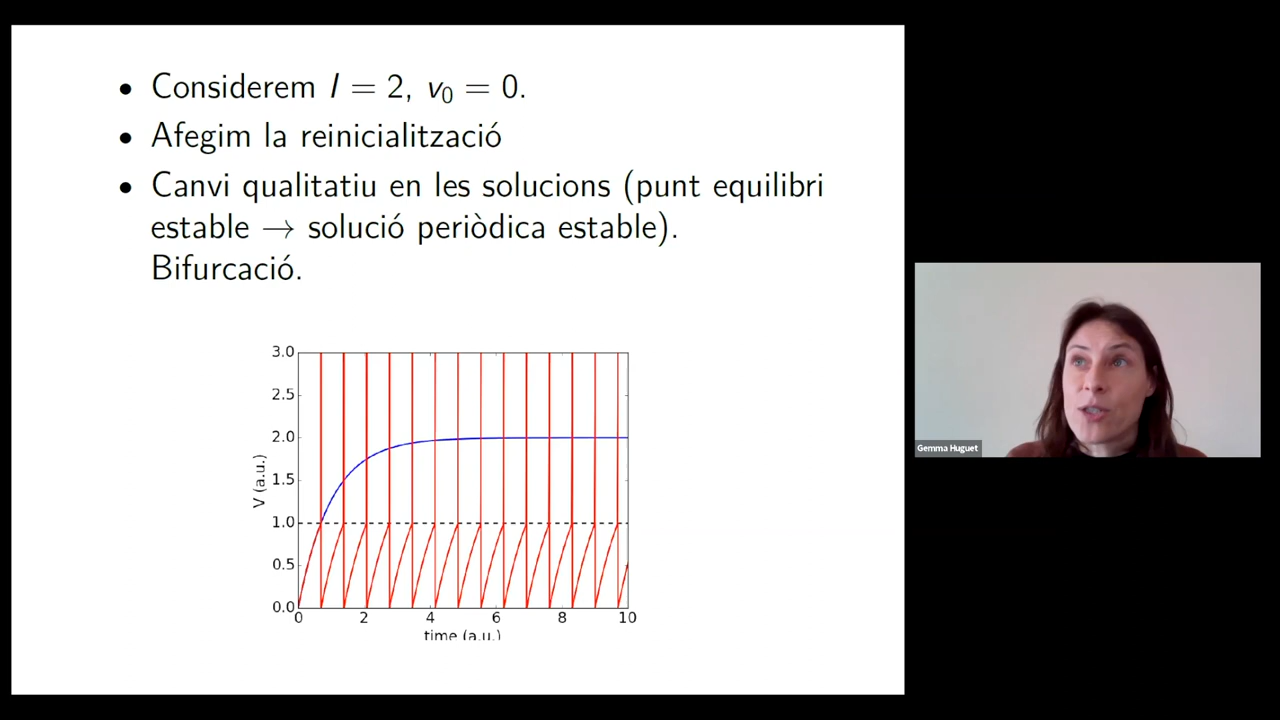 • Considerem I = 2, v₀ = 0.
• Afegim la reinicialització
• Canvi qualitatiu en les solucions (punt equilibri
estable → solució periòdica estable).
Bifurcació.
3.0
2.5
2.0
1.5
1.0
0.5
0.0
V (a.u.)
0 2 4 6 8 10
time (a.u.)
Gemma Huguet